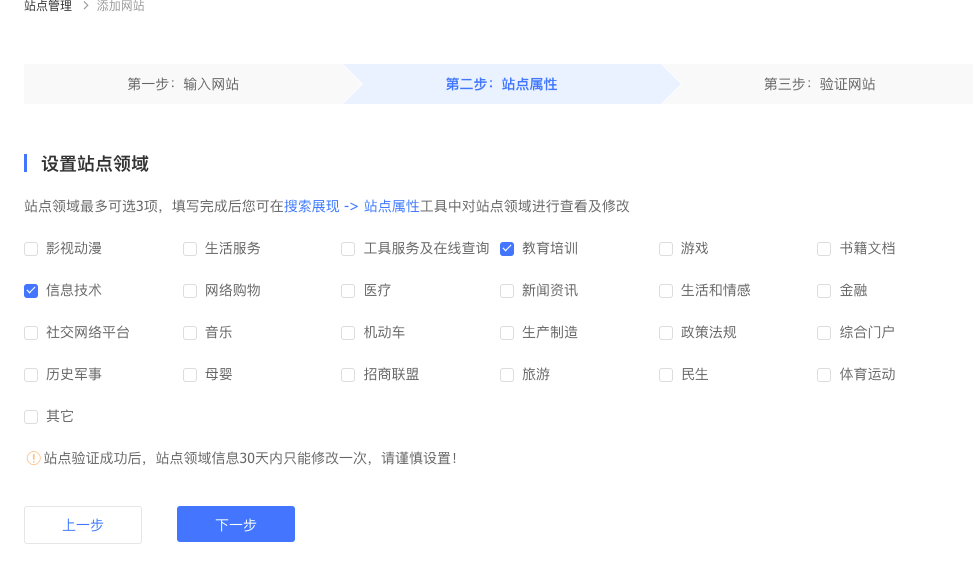 站点管理 > 添加网站
第一步：输入网站 第二步：站点属性 第三步：验证网站
设置站点领域
站点领域最多可选3项，填写完成后您可在搜索展现 -> 站点属性工具中对站点领域进行查看及修改
影视动漫 生活服务 工具服务及在线查询 教育培训 游戏 书籍文档
信息技术 网络购物 医疗 新闻资讯 生活和情感 金融
社交网络平台 音乐 机动车 生产制造 政策法规 综合门户
历史军事 母婴 招商联盟 旅游 民生 体育运动
其它
站点验证成功后，站点领域信息30天内只能修改一次，请谨慎设置！
上一步 下一步